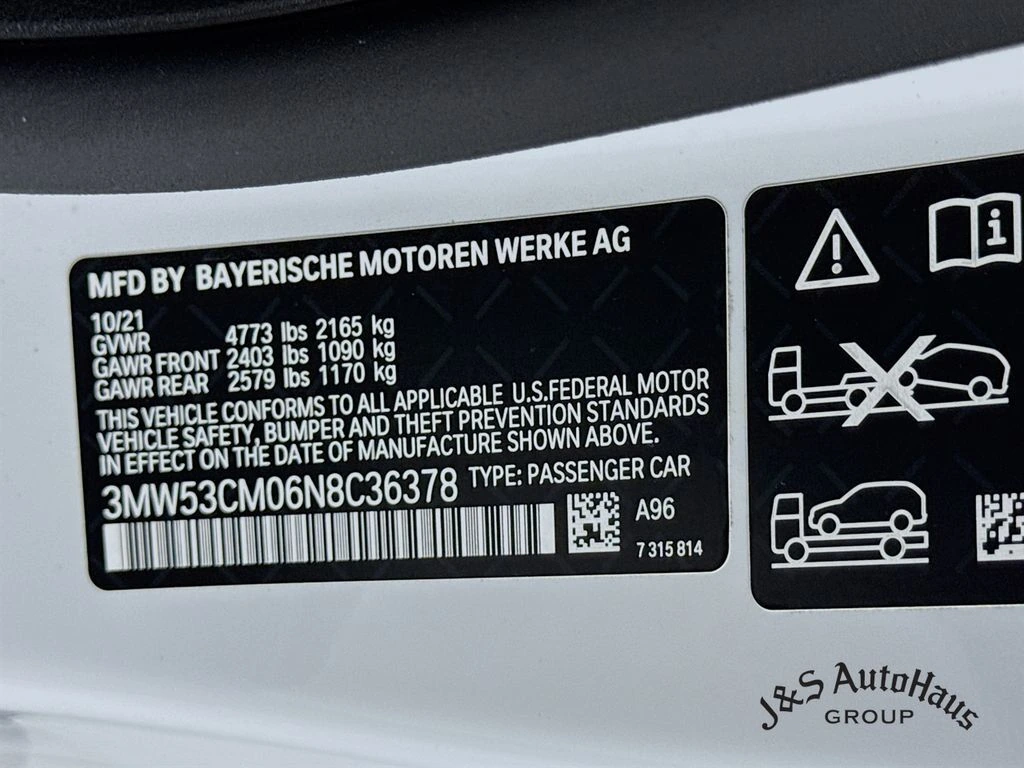 MFD BY BAYERISCHE MOTOREN WERKE AG
10/21
GVWR 4773 lbs 2165 kg
GAWR FRONT 2403 lbs 1090 kg
GAWR REAR 2579 lbs 1170 kg
THIS VEHICLE CONFORMS TO ALL APPLICABLE U.S.FEDERAL MOTOR
VEHICLE SAFETY, BUMPER AND THEFT PREVENTION STANDARDS
IN EFFECT ON THE DATE OF MANUFACTURE SHOWN ABOVE.
3MW53CM06N8C36378 TYPE: PASSENGER CAR
A96
7 315 814
J&S AutoHaus
GROUP